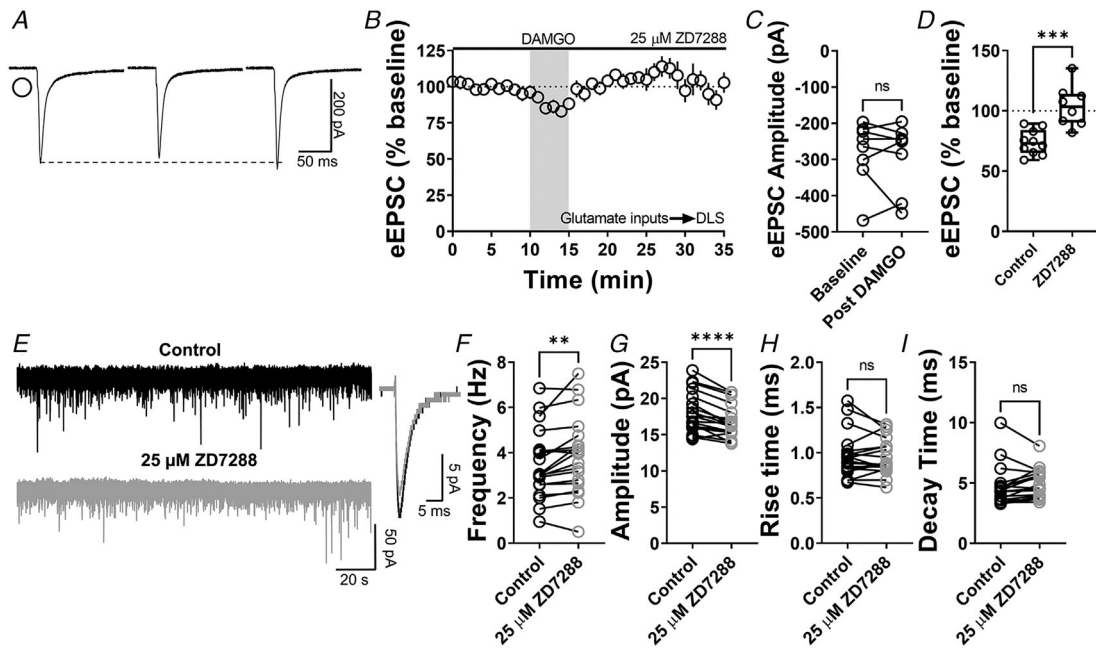 A
200 pA
50 ms
B
DAMGO
25 µM ZD7288
eEPSC (% baseline)
125
100
75
50
25
0
Glutamate inputs DLS
0 5 10 15 20 25 30 35
Time (min)
C
eEPSC Amplitude (pA)
0
-100
-200
-300
-400
-500
ns
Baseline
Post DAMGO
D
eEPSC (% baseline)
150
100
50
0
***
Control
ZD7288
E
Control
25 µM ZD7288
5 pA
5 ms
50 pA
20 s
F
Frequency (Hz)
8
6
4
2
0
**
Control
25 µM ZD7288
G
Amplitude (pA)
25
20
15
10
5
0
****
Control
25 µM ZD7288
H
Rise time (ms)
2.0
1.5
1.0
0.5
0.0
ns
Control
25 µM ZD7288
I
Decay Time (ms)
15
10
5
0
ns
Control
25 µM ZD7288